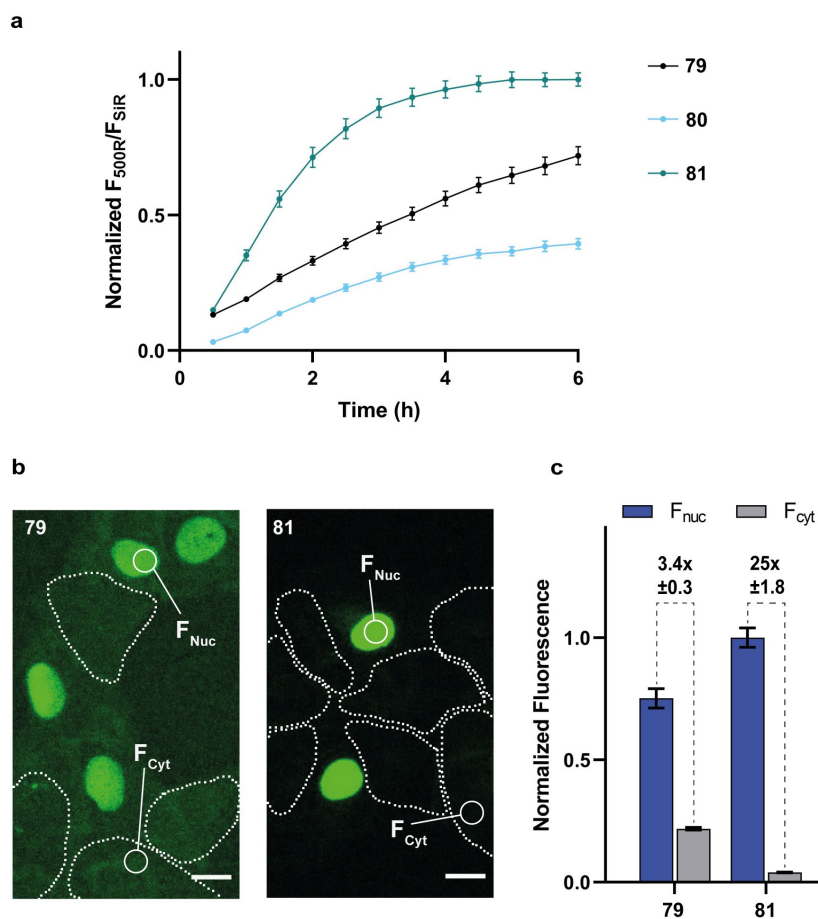 a
Normalized F500R/FSiR
1.0
0.5
0.0
0
2
4
6
Time (h)
79
80
81
b
79
FNuc
FCyt
81
FNuc
FCyt
c
Fnuc
Fcyt
Normalized Fluorescence
1.0
0.5
0.0
3.4x
±0.3
25x
±1.8
79
81